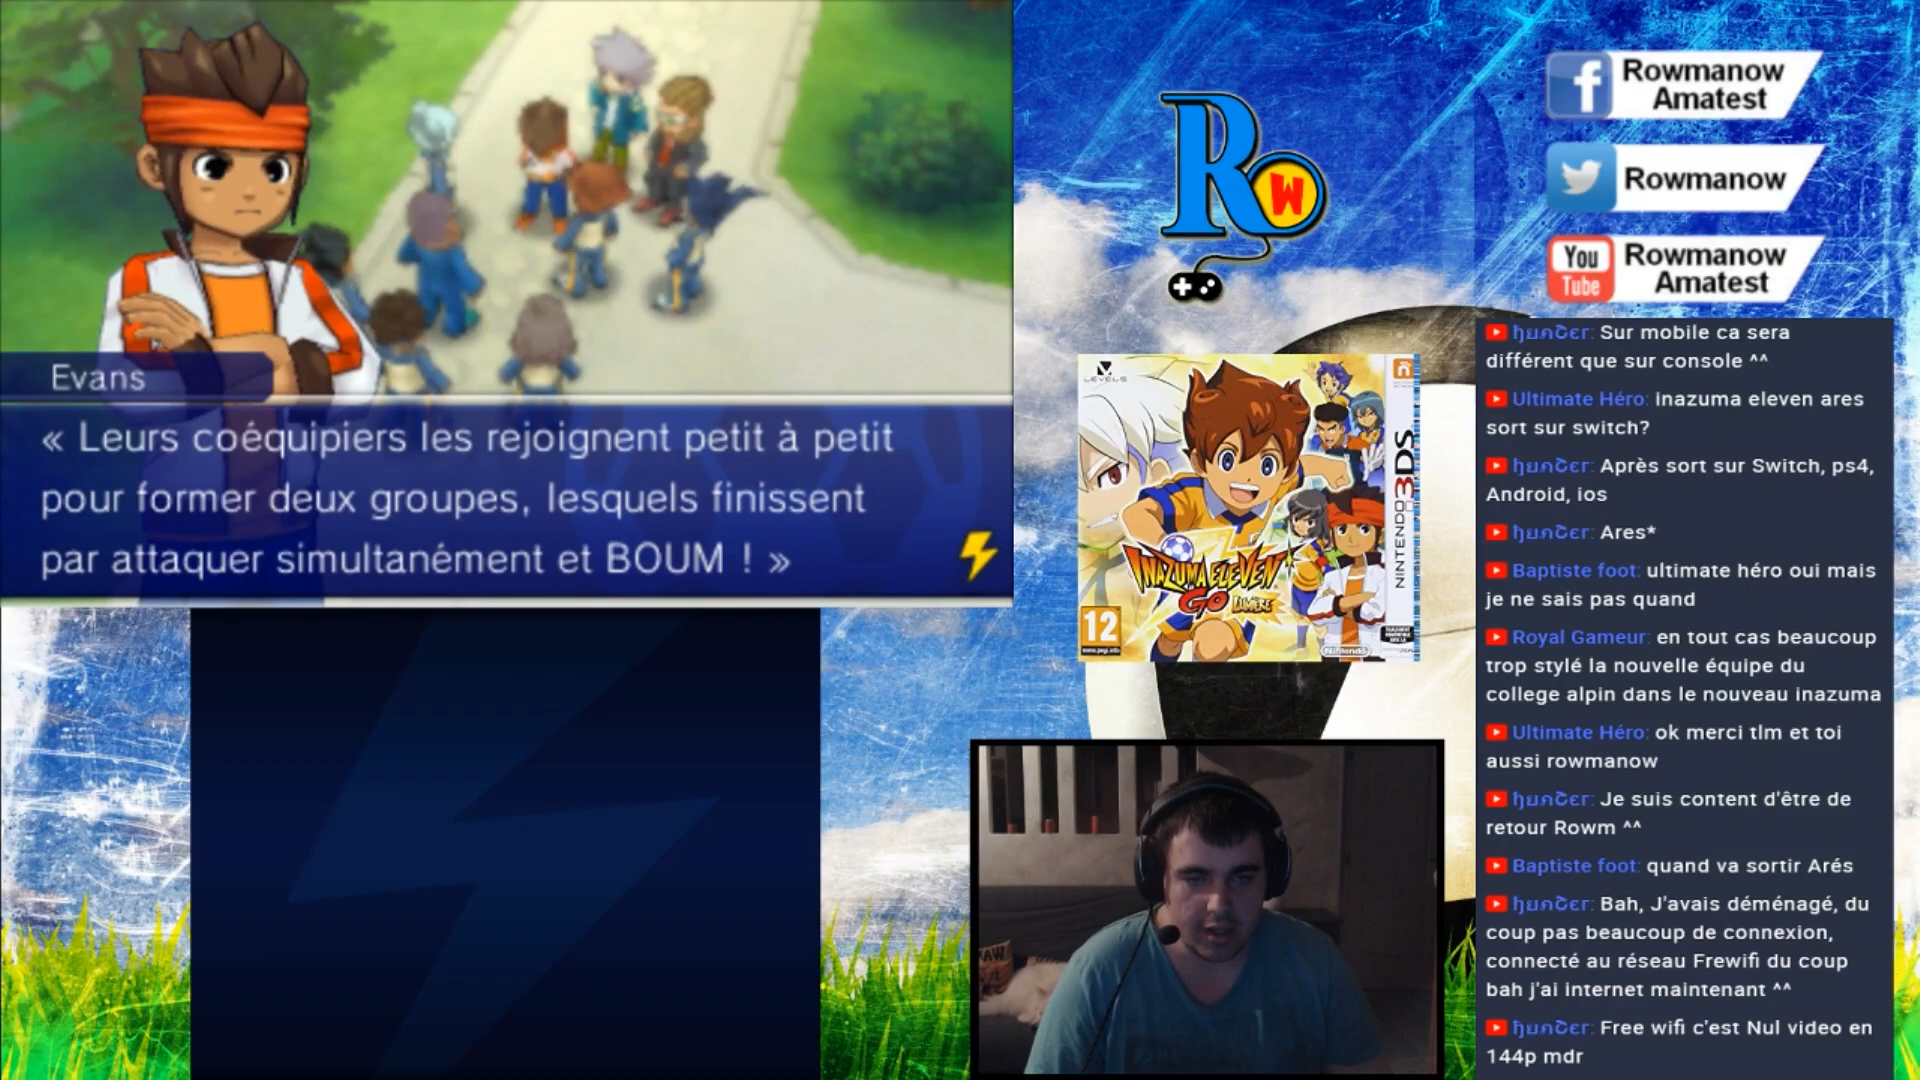 Evans
« Leurs coéquipiers les rejoignent petit à petit
pour former deux groupes, lesquels finissent
par attaquer simultanément et BOUM ! »
Row
Rowmanow
Amatest
Rowmanow
You
Tube
Rowmanow
Amatest
LEVEL5
NINTENDO 3DS
INAZUMA ELEVEN
GO LUMIÈRE
12
www.pegi.info
Nintendo
Sur mobile ca sera
différent que sur console ^^
Ultimate Héro: Inazuma eleven ares
sort sur switch?
ɦunter: Après sort sur Switch, ps4,
Android, ios
Ares*
Baptiste foot: ultimate héro oui mais
je ne sais pas quand
Royal Gameur: en tout cas beaucoup
trop stylé la nouvelle équipe du
college alpin dans le nouveau inazuma
Ultimate Héro: ok merci tlm et toi
aussi rowmanow
Je suis content d'être de
retour Rowm ^^
Baptiste foot: quand va sortir Arés
Bah, J'avais déménagé, du
coup pas beaucoup de connexion,
connecté au réseau Frewifi du coup
bah j'ai internet maintenant ^^
Free wifi c'est Nul video en
144p mdr